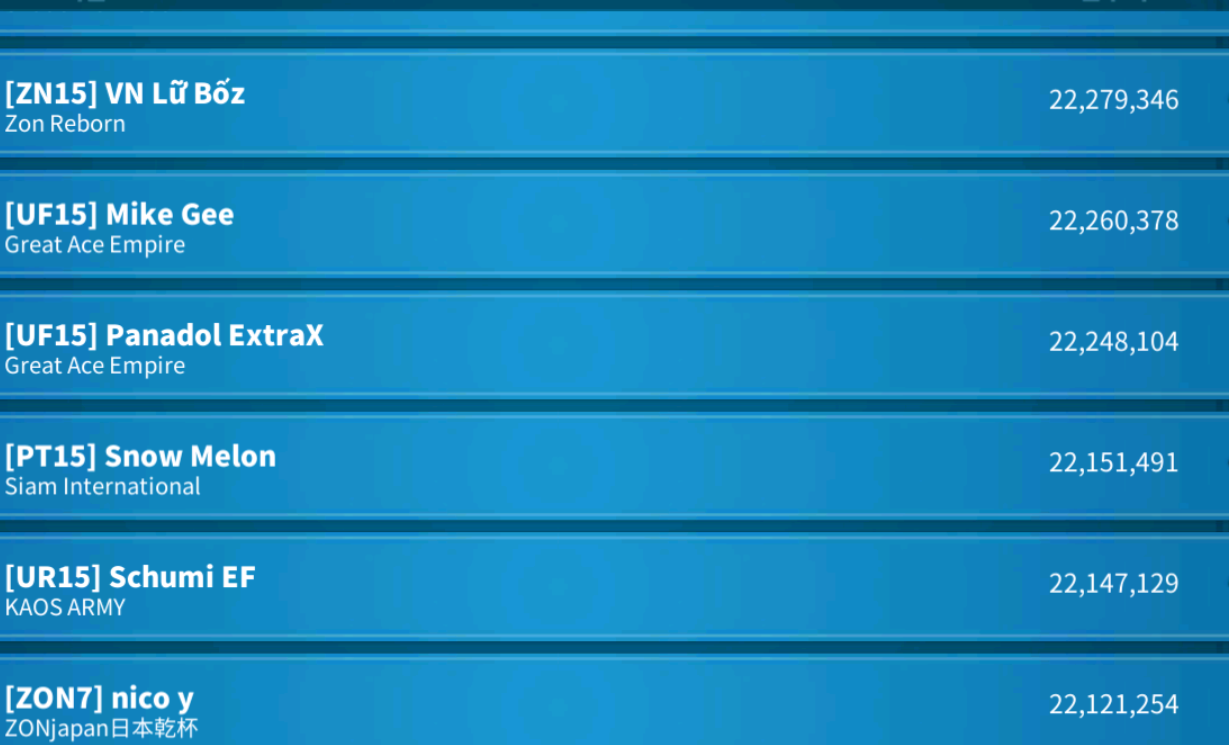 [ZN15] VN Lữ Bốz
22,279,346
Zon Reborn
[UF15] Mike Gee
22,260,378
Great Ace Empire
[UF15] Panadol ExtraX
22,248,104
Great Ace Empire
[PT15] Snow Melon
22,151,491
Siam International
[UR15] Schumi EF
22,147,129
KAOS ARMY
[ZON7] nico y
22,121,254
ZONjapan日本乾杯